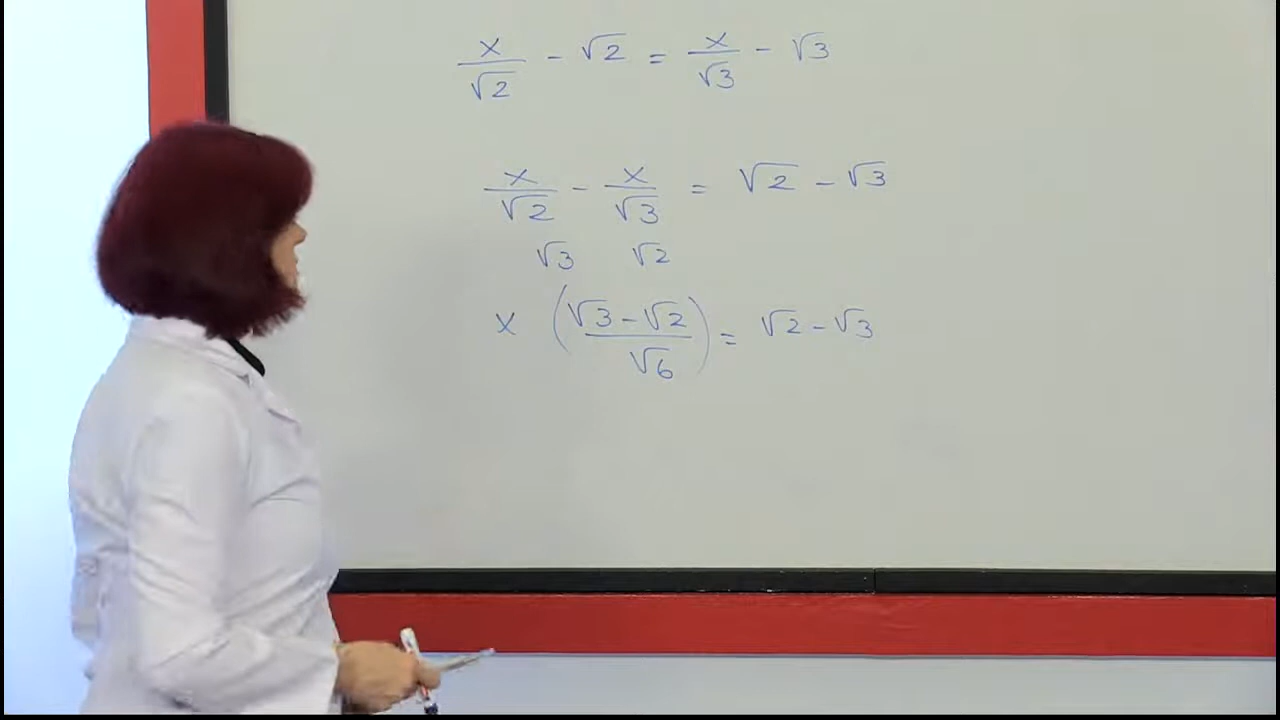 x/√2 - √2 = x/√3 - √3
x/√2 - x/√3 = √2 - √3
√3 √2
x ((√3 - √2)/√6) = √2 - √3